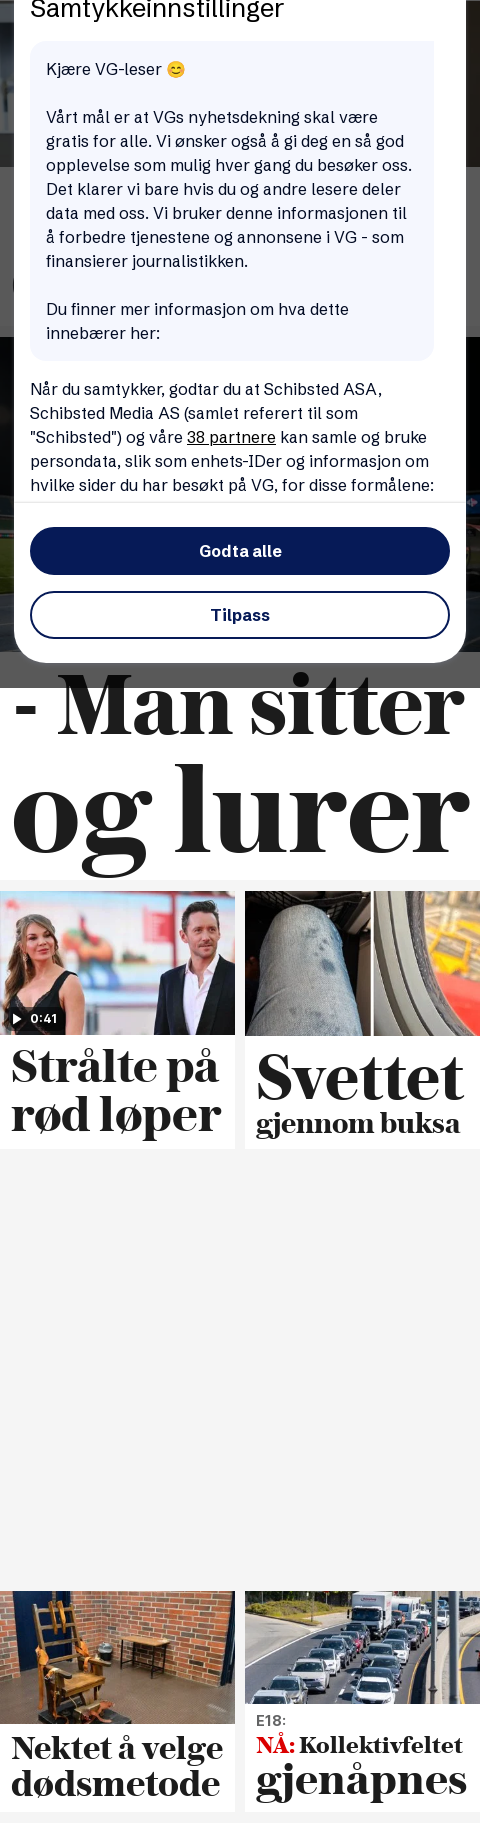 Samtykkeinnstillinger
Kjære VG-leser 😊
Vårt mål er at VGs nyhetsdekning skal være
gratis for alle. Vi ønsker også å gi deg en så god
opplevelse som mulig hver gang du besøker oss.
Det klarer vi bare hvis du og andre lesere deler
data med oss. Vi bruker denne informasjonen til
å forbedre tjenestene og annonsene i VG - som
finansierer journalistikken.
Du finner mer informasjon om hva dette
innebærer her:
Når du samtykker, godtar du at Schibsted ASA,
Schibsted Media AS (samlet referert til som
"Schibsted") og våre 38 partnere kan samle og bruke
persondata, slik som enhets-IDer og informasjon om
hvilke sider du har besøkt på VG, for disse formålene:
Godta alle
Tilpass
- Man sitter
og lurer
0:41
Strålte på
rød løper
Svettet
gjennom buksa
Nektet å velge
dødsmetode
E18:
NÅ: Kollektivfeltet
gjenåpnes